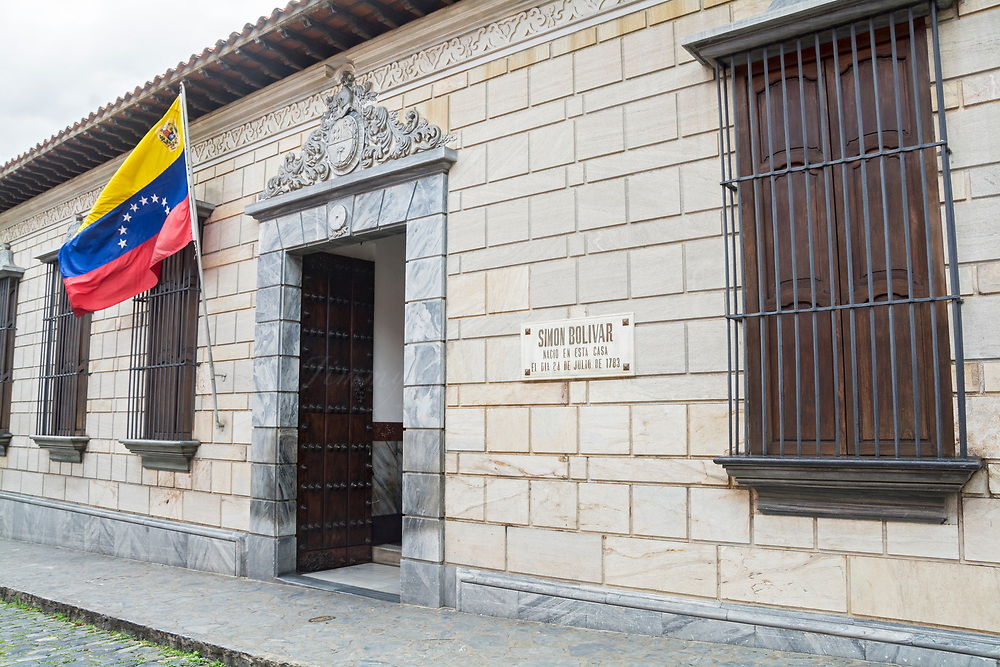 SIMON BOLIVAR
NACIO EN ESTA CASA
EL DIA 24 DE JULIO DE 1783